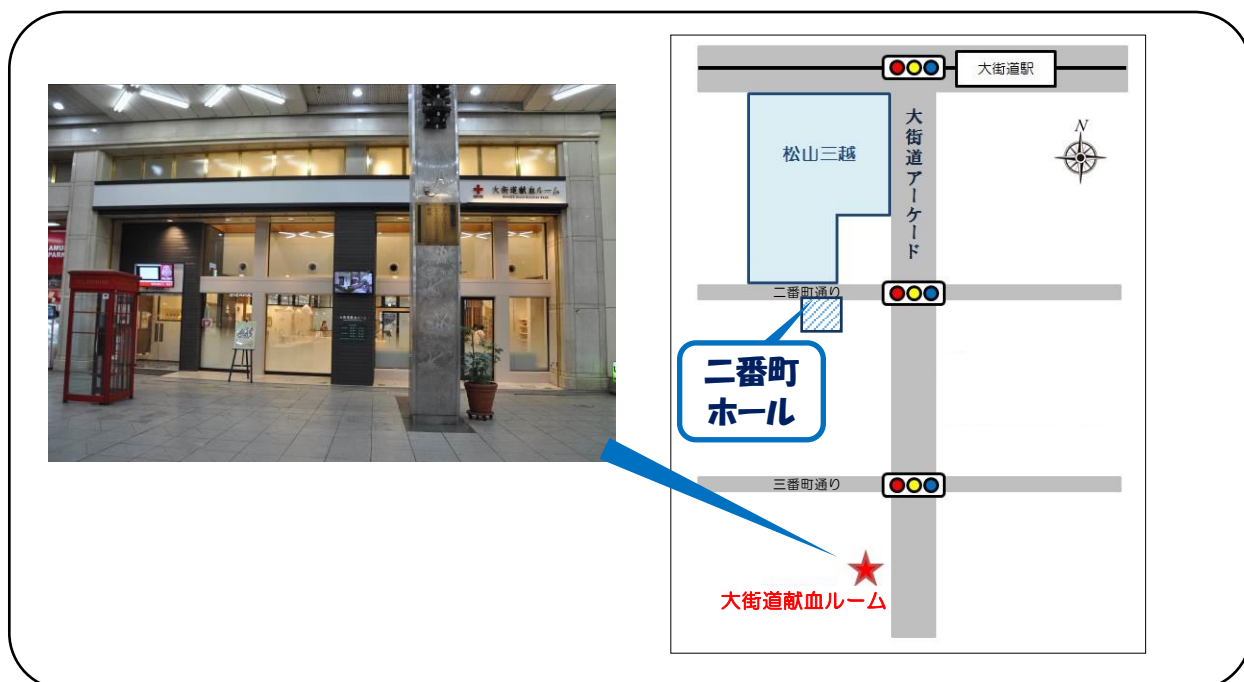 大街道献血ルーム
大街道駅
大街道アーケード
N
松山三越
二番町通り
二番町
ホール
三番町通り
大街道献血ルーム